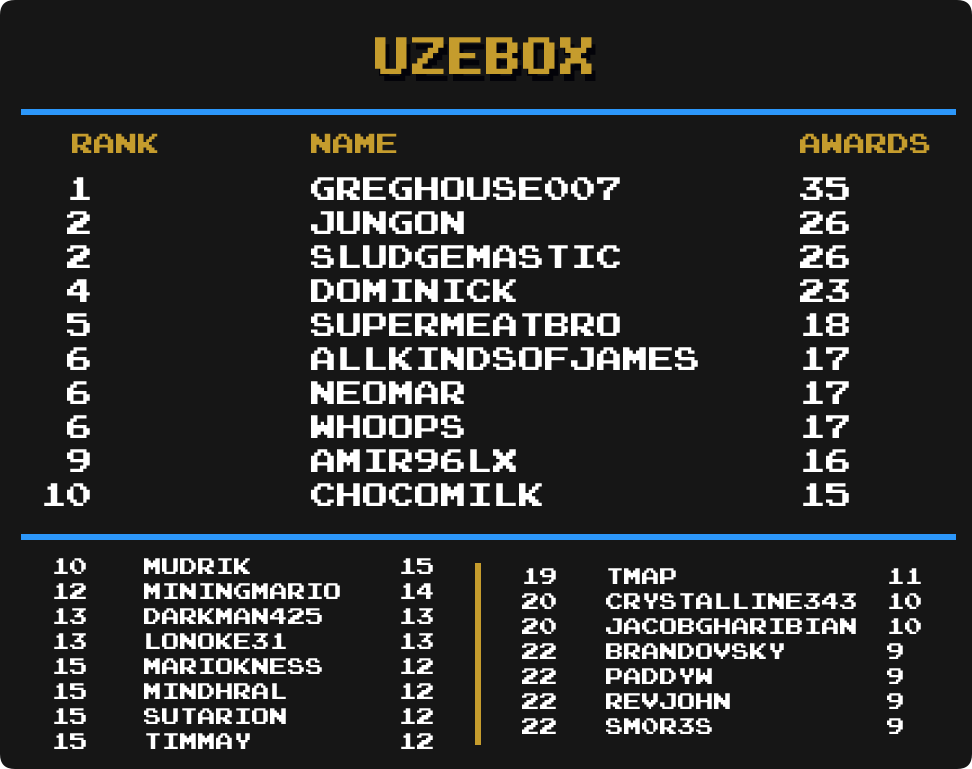 UZEBOX
RANK NAME AWARDS
1 GREGHOUSE007 35
2 JUNGON 26
2 SLUDGEMASTIC 26
4 DOMINICK 23
5 SUPERMEATBRO 18
6 ALLKINDSOFJAMES 17
6 NEOMAR 17
6 WHOOPS 17
9 AMIR96LX 16
10 CHOCOMILK 15
10 MUDRIK 15
12 MININGMARIO 14
13 DARKMAN425 13
13 LONOKE31 13
15 MARIOKNESS 12
15 MINDHRAL 12
15 SUTARION 12
15 TIMMAY 12
19 TMAP 11
20 CRYSTALLINE343 10
20 JACOBGHARIBIAN 10
22 BRANDOVSKY 9
22 PADDYW 9
22 REVJOHN 9
22 SMOR3S 9